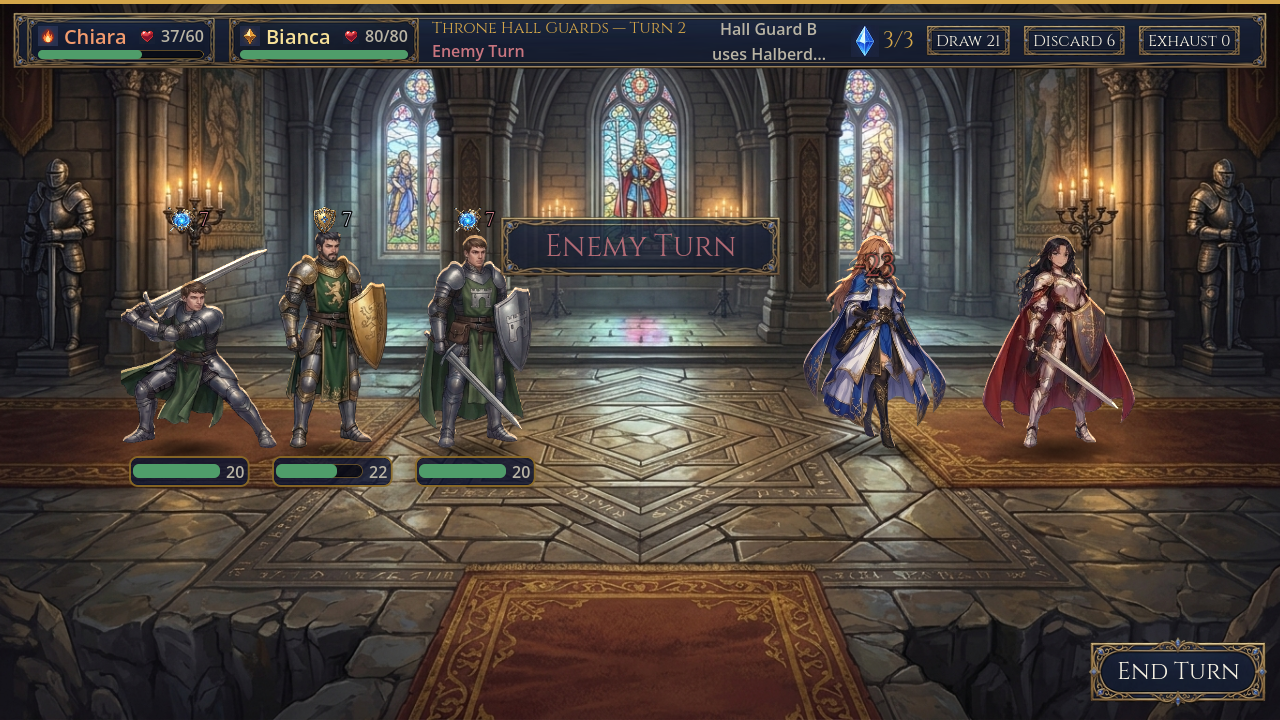 Chiara 37/60
Bianca 80/80
Throne Hall Guards — Turn 2
Enemy Turn
Hall Guard B
uses Halberd...
3/3
Draw 21
Discard 6
Exhaust 0
7
7
7
Enemy Turn
20
22
20
End Turn